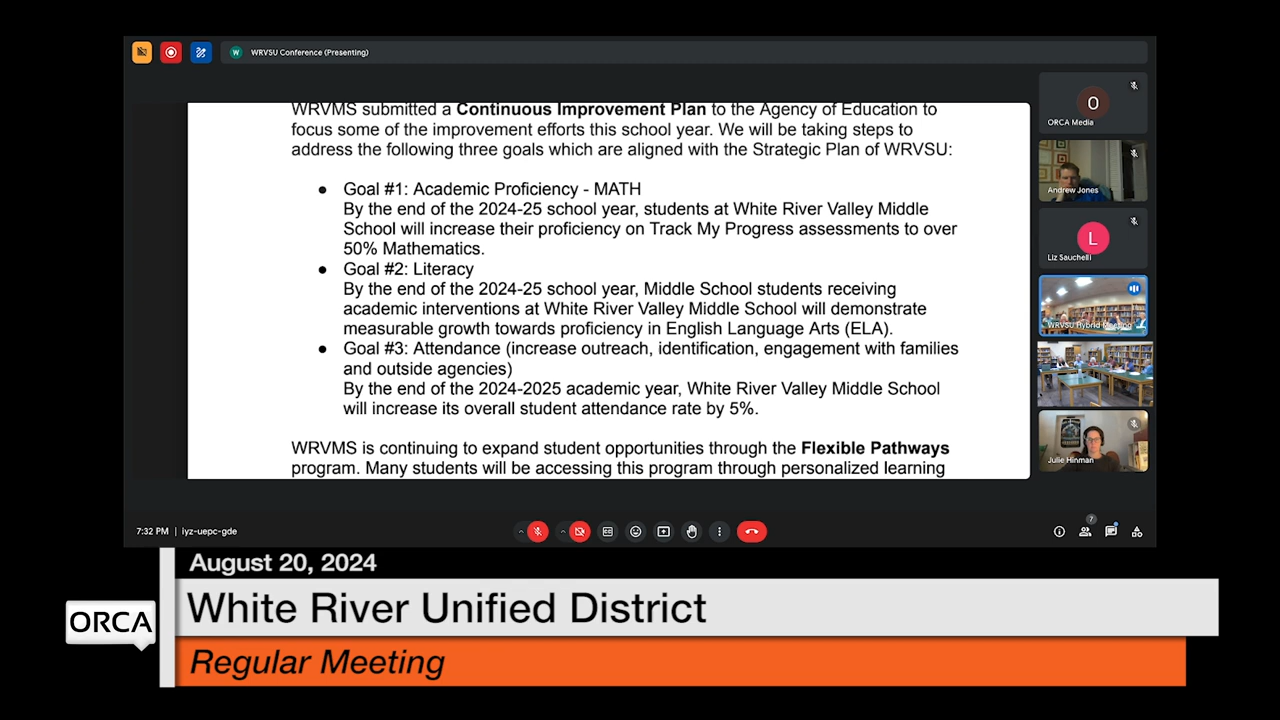 W WRVSU Conference (Presenting)
WRVMS submitted a Continuous Improvement Plan to the Agency of Education to
focus some of the improvement efforts this school year. We will be taking steps to
address the following three goals which are aligned with the Strategic Plan of WRVSU:
● Goal #1: Academic Proficiency - MATH
By the end of the 2024-25 school year, students at White River Valley Middle
School will increase their proficiency on Track My Progress assessments to over
50% Mathematics.
● Goal #2: Literacy
By the end of the 2024-25 school year, Middle School students receiving
academic interventions at White River Valley Middle School will demonstrate
measurable growth towards proficiency in English Language Arts (ELA).
● Goal #3: Attendance (increase outreach, identification, engagement with families
and outside agencies)
By the end of the 2024-2025 academic year, White River Valley Middle School
will increase its overall student attendance rate by 5%.
WRVMS is continuing to expand student opportunities through the Flexible Pathways
program. Many students will be accessing this program through personalized learning
O
ORCA Media
Andrew Jones
L
Liz Sauchelli
WRVSU Hybrid Meeting
Julie Hinman
7:32 PM | iyz-uepc-gde
7
August 20, 2024
ORCA
White River Unified District
Regular Meeting